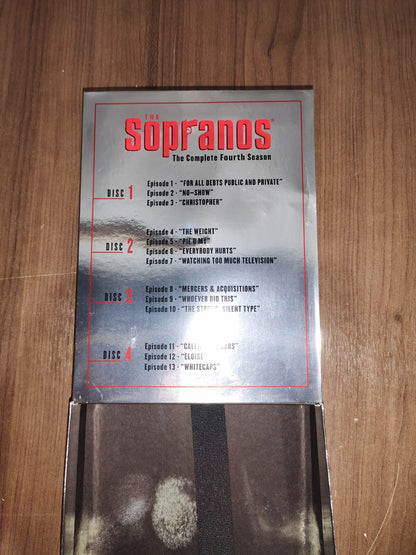 THE
Sopranos
The Complete Fourth Season
DISC 1
Episode 1 - "FOR ALL DEBTS PUBLIC AND PRIVATE"
Episode 2 - "NO-SHOW"
Episode 3 - "CHRISTOPHER"
DISC 2
Episode 4 - "THE WEIGHT"
Episode 5 - "PIE O MY"
Episode 6 - "EVERYBODY HURTS"
Episode 7 - "WATCHING TOO MUCH TELEVISION"
DISC 3
Episode 8 - "MERGERS & ACQUISITIONS"
Episode 9 - "WHOEVER DID THIS"
Episode 10 - "THE STRONG, SILENT TYPE"
DISC 4
Episode 11 -
Episode 12 - "ELOISE"
Episode 13 - "WHITECAPS"